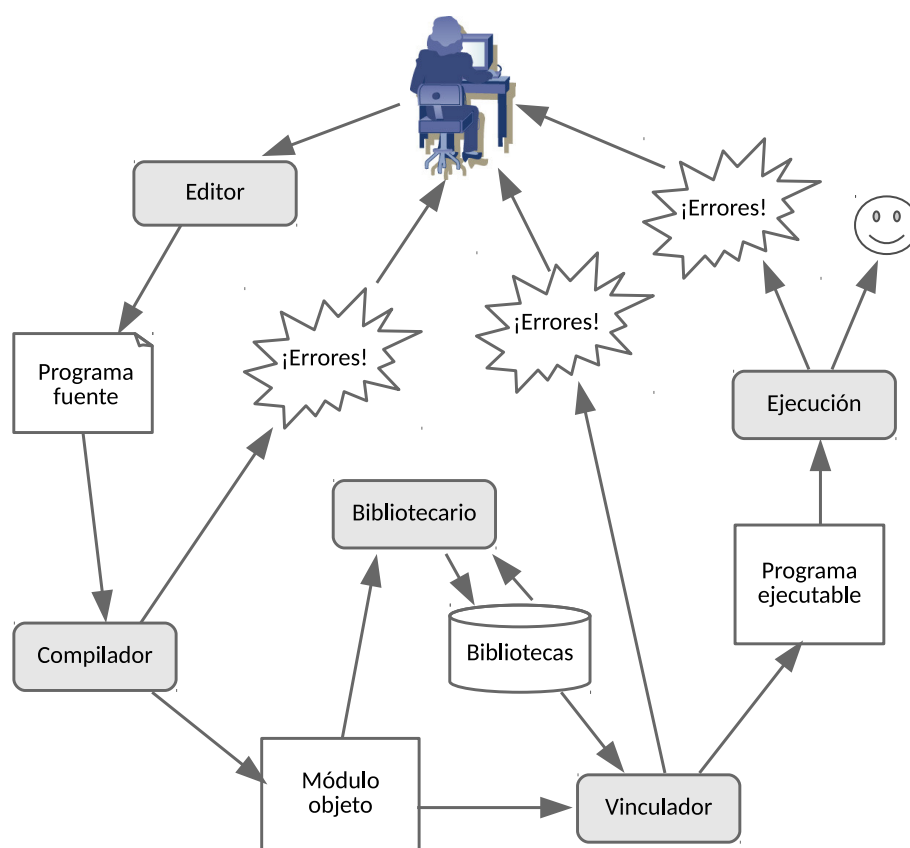 Editor
¡Errores!
Programa
fuente
¡Errores!
¡Errores!
Ejecución
Bibliotecario
Programa
ejecutable
Compilador
Bibliotecas
Módulo
objeto
Vinculador